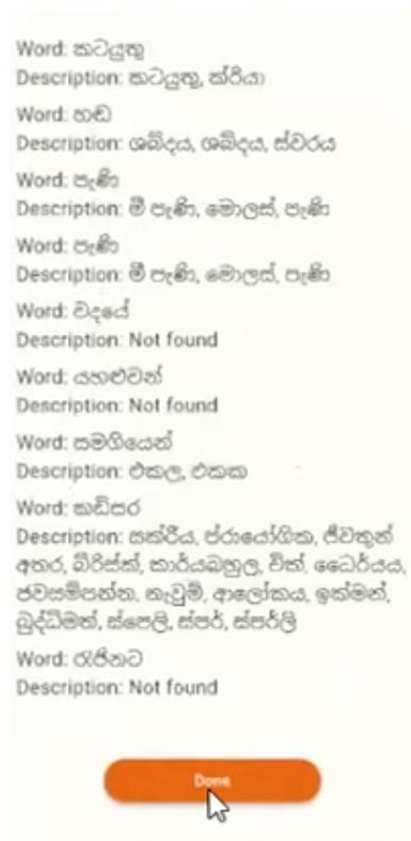 Word: කටයුතු
Description: කටයුතු, ක්රියා
Word: හඬ
Description: ශබ්දය, ශබ්දය, ස්වරය
Word: පැණි
Description: මී පැණි, මොලස්, පැණි
Word: පැණි
Description: මී පැණි, මොලස්, පැණි
Word: වදයේ
Description: Not found
Word: යහළුවන්
Description: Not found
Word: සමගියෙන්
Description: එකල, එකක
Word: කඩිසර
Description: සක්රීය, ප්රායෝගික, ජීවතුන්
අතර, බ්රිස්ක්, කාර්යබහුල, චික්, ධෛර්යය,
ජවසම්පන්න, නැවුම්, ආලෝකය, ඉක්මන්,
බුද්ධිමත්, ස්පෙලි, ස්පර්, ස්පර්ලි
Word: රැජිනට
Description: Not found
Done